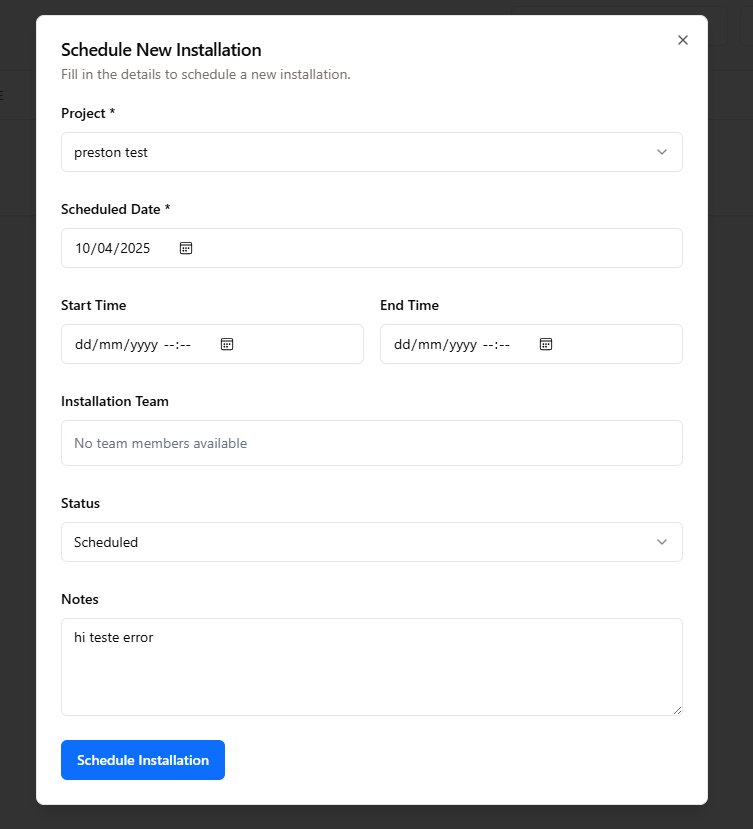 Schedule New Installation
Fill in the details to schedule a new installation.
Project *
preston test
Scheduled Date *
10/04/2025
Start Time
End Time
dd/mm/yyyy --:--
dd/mm/yyyy --:--
Installation Team
No team members available
Status
Scheduled
Notes
hi teste error
Schedule Installation